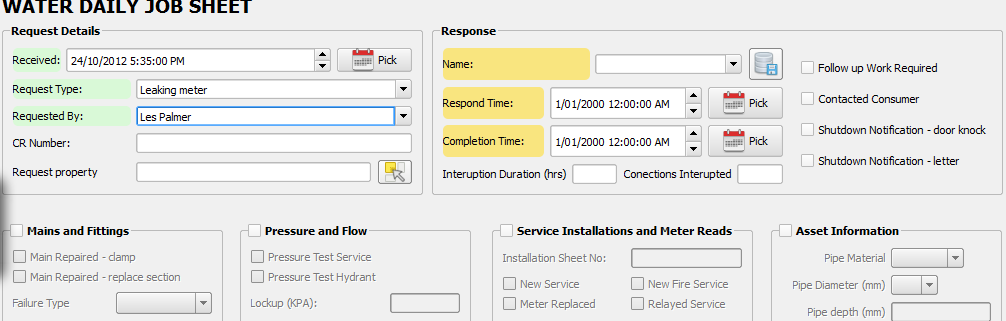 WATER DAILY JOB SHEET
Request Details
Received: 24/10/2012 5:35:00 PM Pick
Request Type: Leaking meter
Requested By: Les Palmer
CR Number:
Request property
Response
Name:
Respond Time: 1/01/2000 12:00:00 AM Pick
Completion Time: 1/01/2000 12:00:00 AM Pick
Interuption Duration (hrs) Conections Interupted
Follow up Work Required
Contacted Consumer
Shutdown Notification - door knock
Shutdown Notification - letter
Mains and Fittings
Main Repaired - clamp
Main Repaired - replace section
Failure Type
Pressure and Flow
Pressure Test Service
Pressure Test Hydrant
Lockup (KPA):
Service Installations and Meter Reads
Installation Sheet No:
New Service New Fire Service
Meter Replaced Relayed Service
Asset Information
Pipe Material
Pipe Diameter (mm)
Pipe depth (mm)